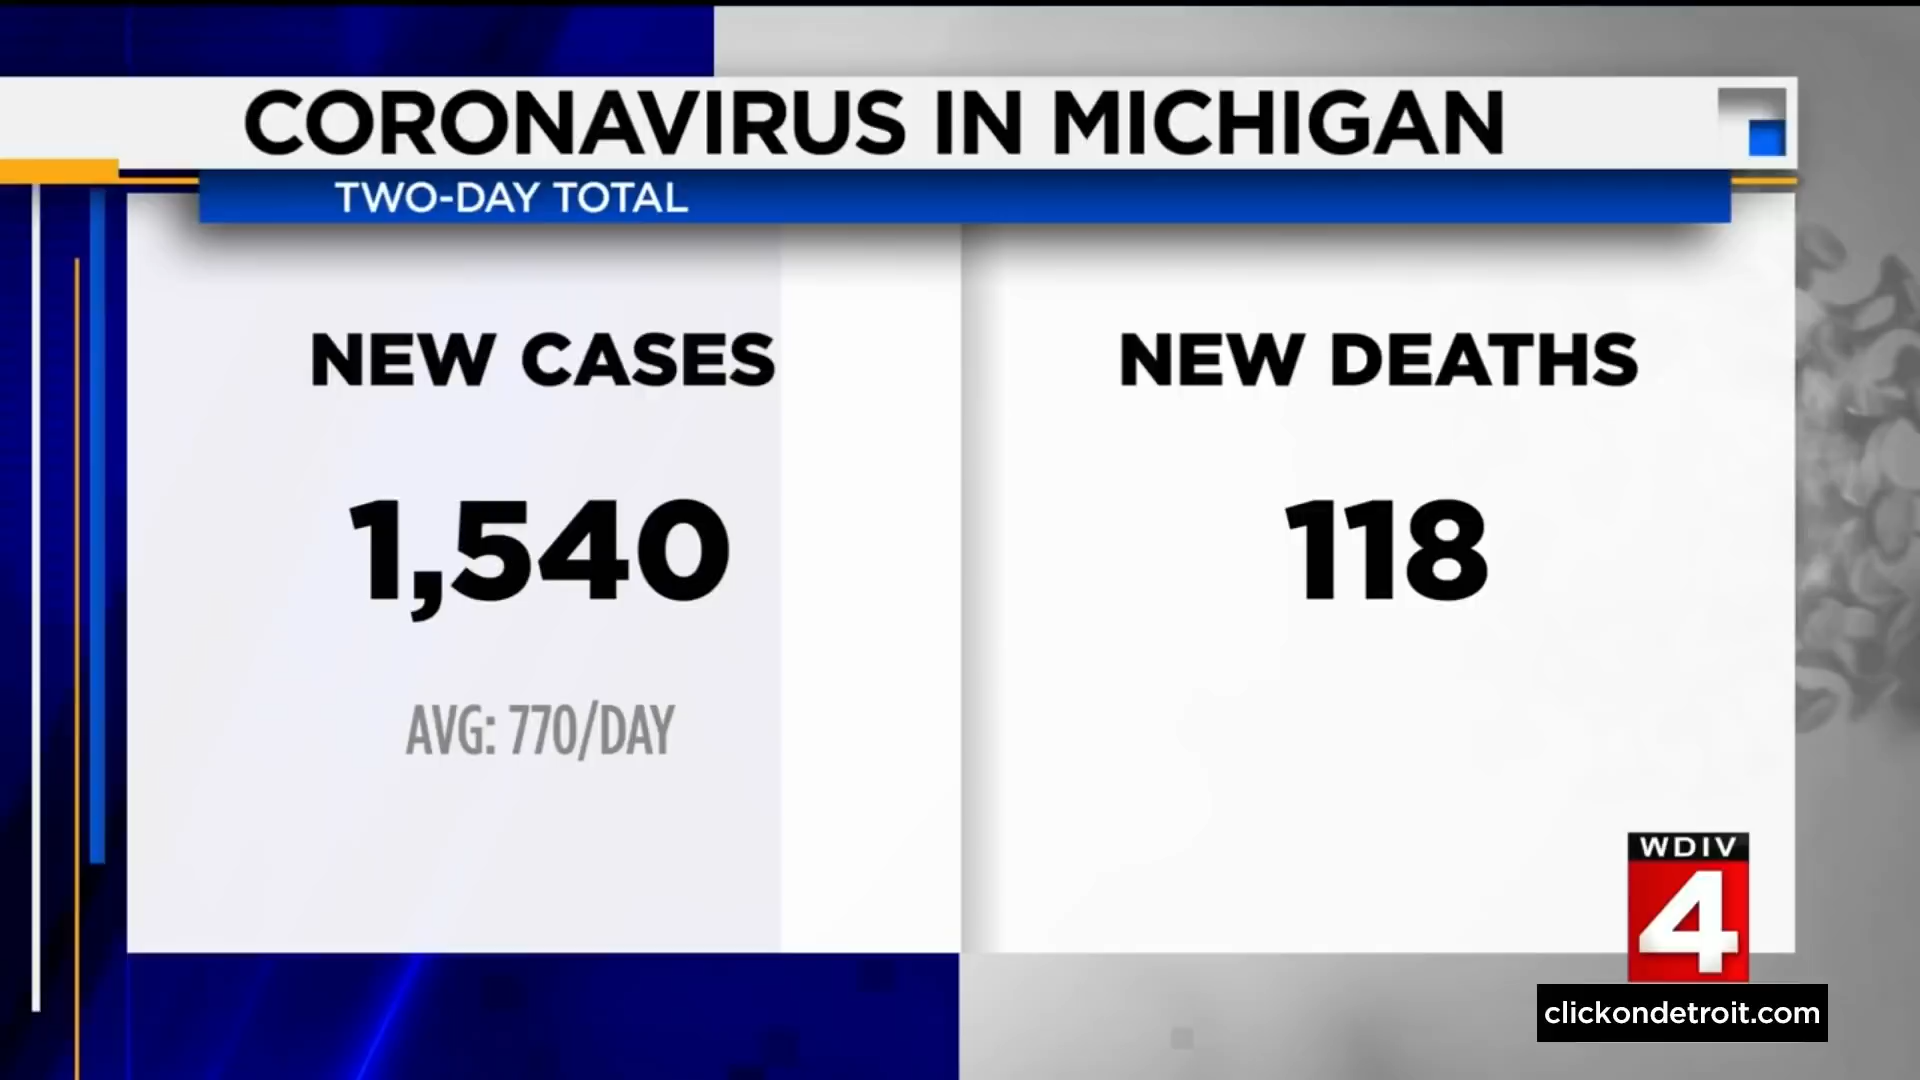 CORONAVIRUS IN MICHIGAN
TWO-DAY TOTAL
NEW CASES
1,540
AVG: 770/DAY
NEW DEATHS
118
WDIV
4
clickondetroit.com